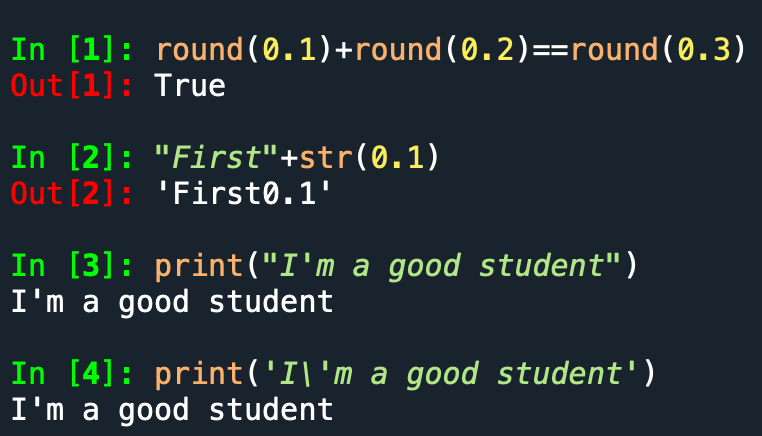 In [1]: round(0.1)+round(0.2)==round(0.3)
Out[1]: True
In [2]: "First"+str(0.1)
Out[2]: 'First0.1'
In [3]: print("I'm a good student")
I'm a good student
In [4]: print('I\'m a good student')
I'm a good student